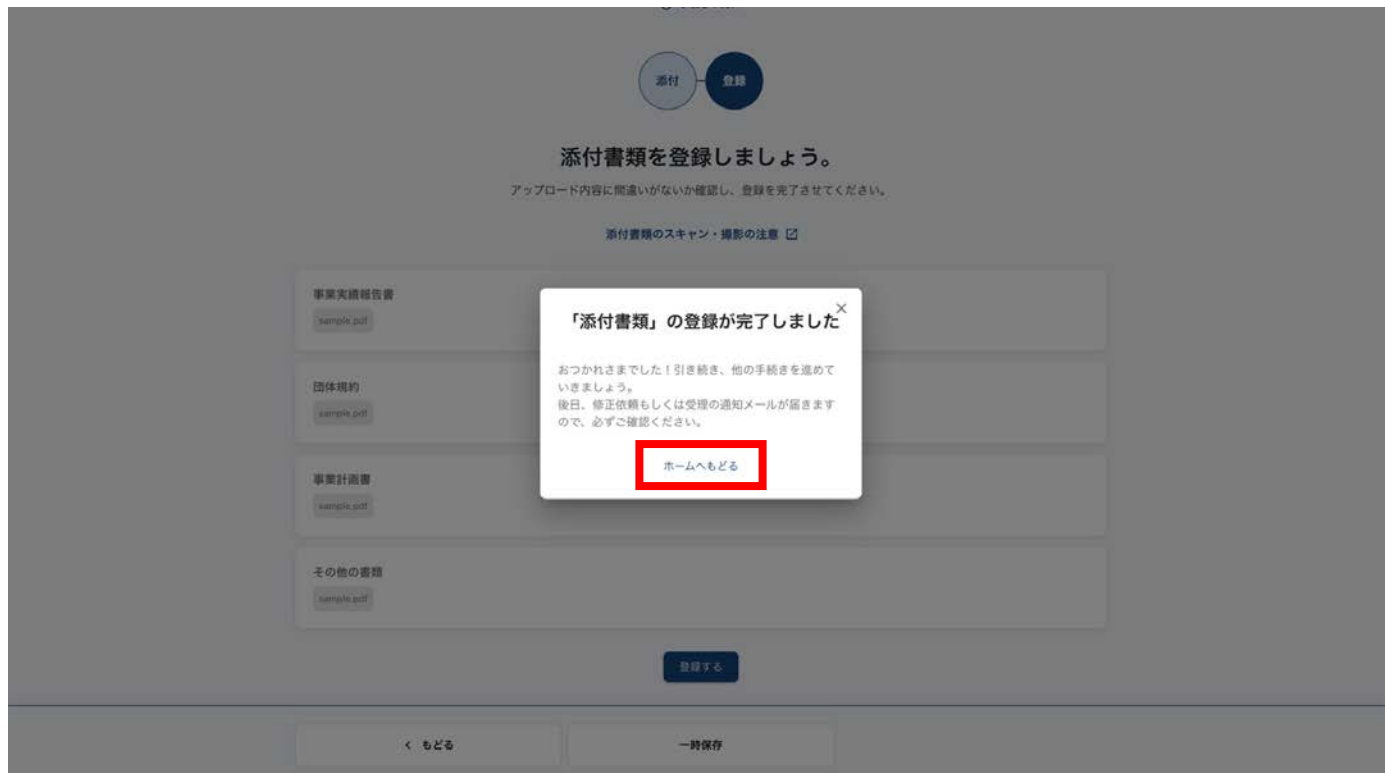 添付
登録
添付書類を登録しましょう。
アップロード内容に間違いがないか確認し、登録を完了させてください。
添付書類のスキャン・撮影の注意
事業実績報告書
sample.pdf
「添付書類」の登録が完了しました
おつかれさまでした！引き続き、他の手続きを進めて
いきましょう。
後日、修正依頼もしくは受理の通知メールが届きます
ので、必ずご確認ください。
ホームへもどる
団体規約
sample.pdf
事業計画書
sample.pdf
その他の書類
sample.pdf
登録する
もどる
一時保存